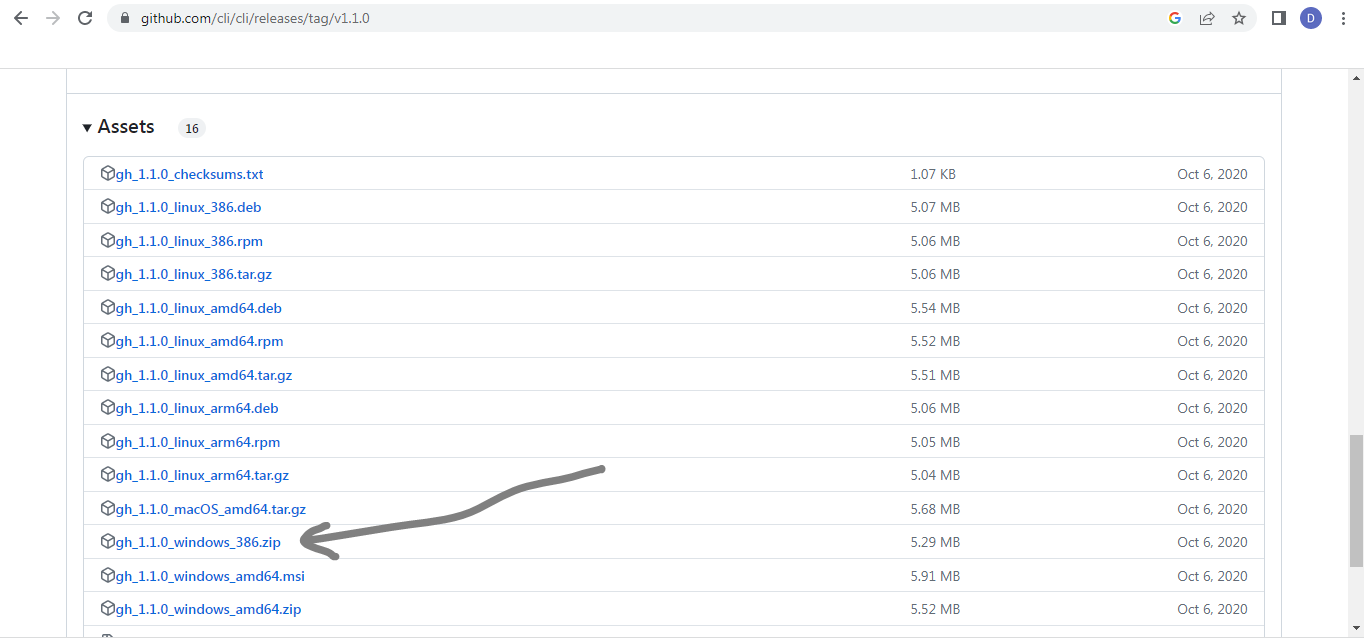 github.com/cli/cli/releases/tag/v1.1.0
D
Assets 16
gh_1.1.0_checksums.txt 1.07 KB Oct 6, 2020
gh_1.1.0_linux_386.deb 5.07 MB Oct 6, 2020
gh_1.1.0_linux_386.rpm 5.06 MB Oct 6, 2020
gh_1.1.0_linux_386.tar.gz 5.06 MB Oct 6, 2020
gh_1.1.0_linux_amd64.deb 5.54 MB Oct 6, 2020
gh_1.1.0_linux_amd64.rpm 5.52 MB Oct 6, 2020
gh_1.1.0_linux_amd64.tar.gz 5.51 MB Oct 6, 2020
gh_1.1.0_linux_arm64.deb 5.06 MB Oct 6, 2020
gh_1.1.0_linux_arm64.rpm 5.05 MB Oct 6, 2020
gh_1.1.0_linux_arm64.tar.gz 5.04 MB Oct 6, 2020
gh_1.1.0_macOS_amd64.tar.gz 5.68 MB Oct 6, 2020
gh_1.1.0_windows_386.zip 5.29 MB Oct 6, 2020
gh_1.1.0_windows_amd64.msi 5.91 MB Oct 6, 2020
gh_1.1.0_windows_amd64.zip 5.52 MB Oct 6, 2020